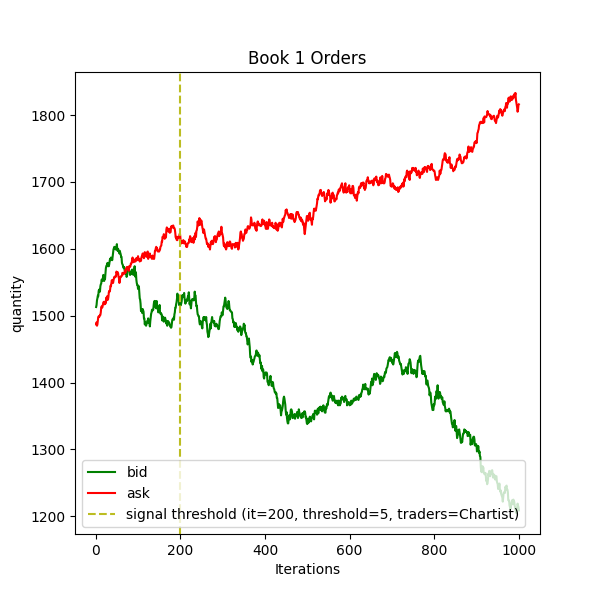 Book 1 Orders
quantity
1800
1700
1600
1500
1400
1300
1200
bid
ask
signal threshold (it=200, threshold=5, traders=Chartist)
0 200 400 600 800 1000
Iterations